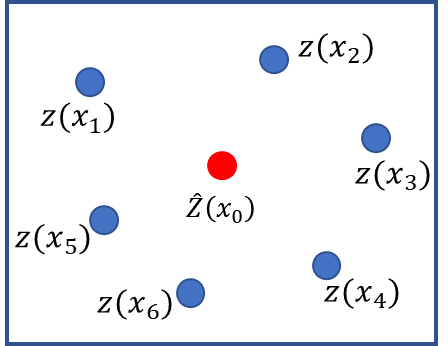 z(x₂)
z(x₁)
z(x₃)
Ẑ(x₀)
z(x₅)
z(x₆)
z(x₄)